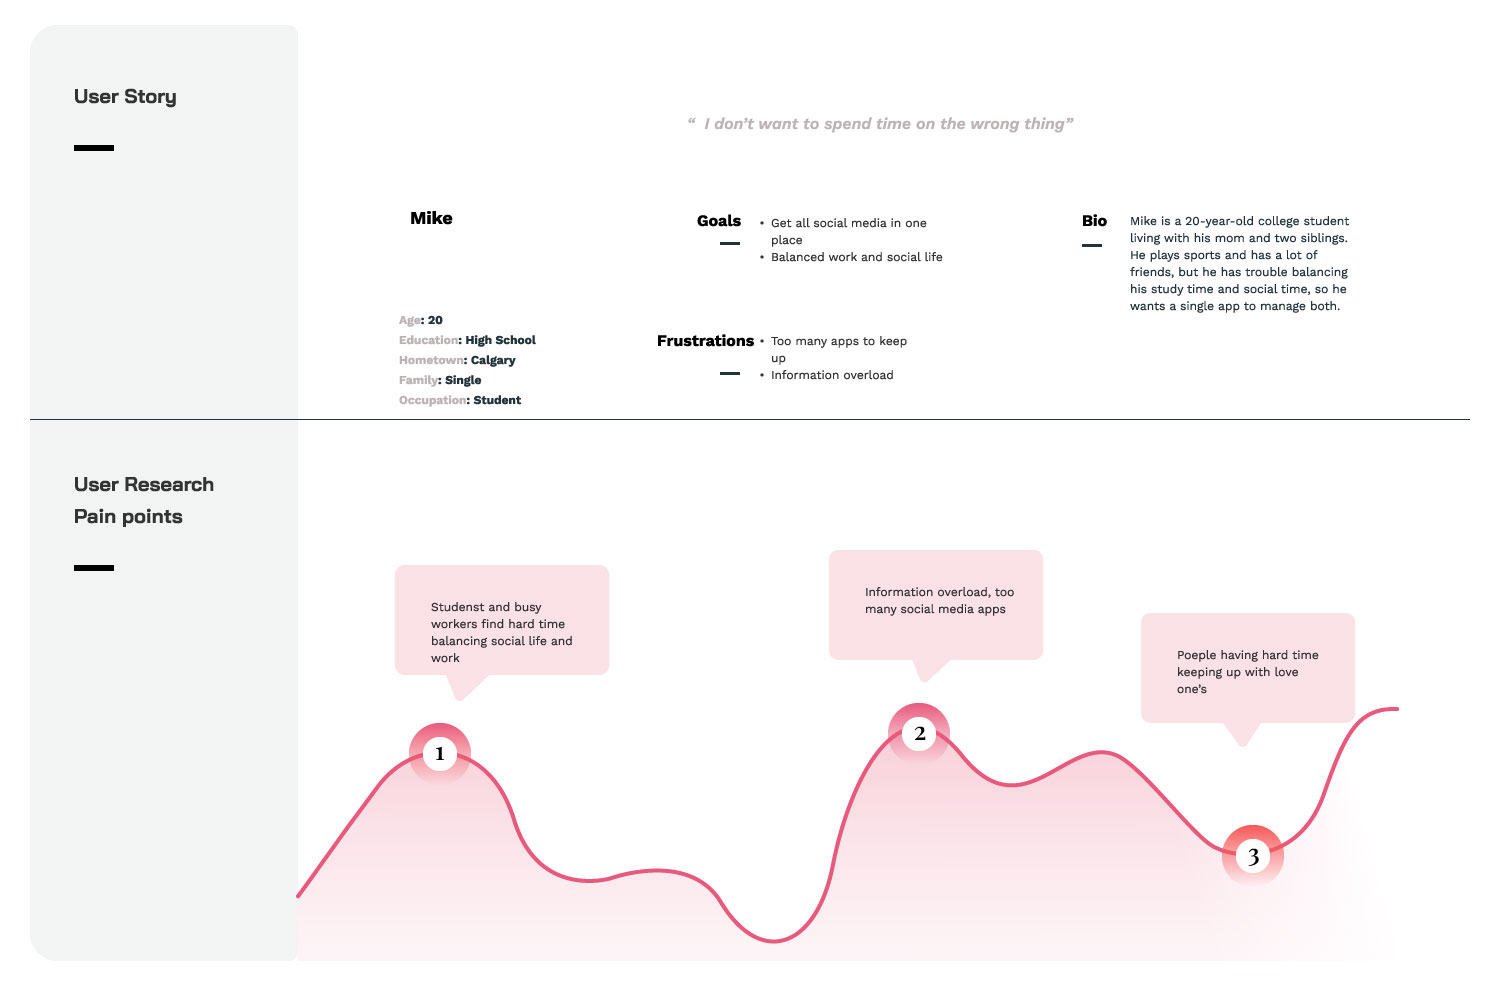 User Story
“ I don’t want to spend time on the wrong thing”
Mike
Age: 20
Education: High School
Hometown: Calgary
Family: Single
Occupation: Student
Goals
• Get all social media in one
place
• Balanced work and social life
Frustrations
• Too many apps to keep
up
• Information overload
Bio
Mike is a 20-year-old college student
living with his mom and two siblings.
He plays sports and has a lot of
friends, but he has trouble balancing
his study time and social time, so he
wants a single app to manage both.
User Research
Pain points
Studenst and busy
workers find hard time
balancing social life and
work
1
Information overload, too
many social media apps
2
Poeple having hard time
keeping up with love
one’s
3